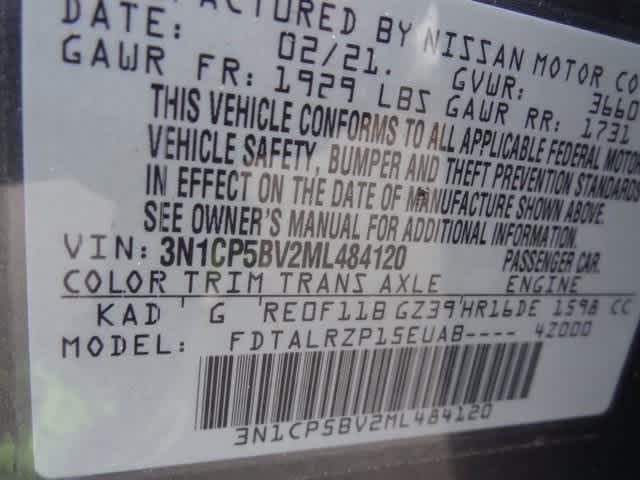 MANUFACTURED BY NISSAN MOTOR CO
DATE: 02/21. GVWR: 3660
GAWR FR: 1929 LBS GAWR RR: 1731
THIS VEHICLE CONFORMS TO ALL APPLICABLE FEDERAL MOTOR
VEHICLE SAFETY, BUMPER AND THEFT PREVENTION STANDARDS
IN EFFECT ON THE DATE OF MANUFACTURE SHOWN ABOVE.
SEE OWNER'S MANUAL FOR ADDITIONAL INFORMATION.
VIN: 3N1CP5BV2ML484120 PASSENGER CAR.
COLOR TRIM TRANS AXLE ENGINE
KAD G RE0F11B GZ39 HR16DE 1598 CC
MODEL: FDTALRZP15EUAB---- 42000
3N1CP5BV2ML484120